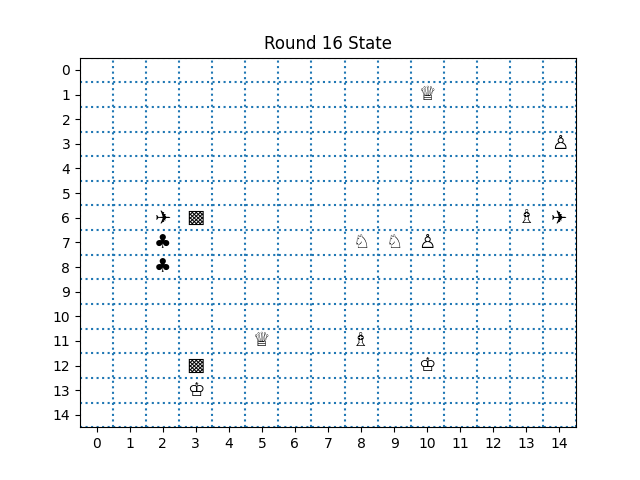 Round 16 State
0
1
♕
2
3 ♙
4
5
6 ✈ ▩ ♗ ✈
7 ♣ ♘ ♘ ♙
8 ♣
9
10
11 ♕ ♗
12 ▩ ♔
13 ♔
14
0 1 2 3 4 5 6 7 8 9 10 11 12 13 14